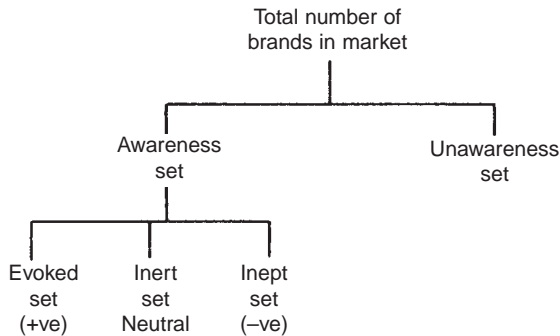 Total number of
brands in market
Awareness
set
Unawareness
set
Evoked
set
(+ve)
Inert
set
Neutral
Inept
set
(–ve)